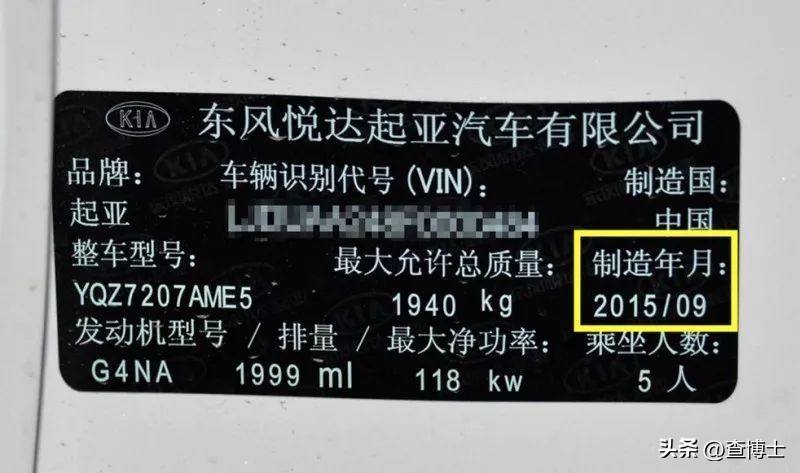 KIA 东风悦达起亚汽车有限公司
品牌： 车辆识别代号(VIN)： 制造国：
起亚 中国
整车型号： 最大允许总质量： 制造年月：
YQZ7207AME5 1940 kg 2015/09
发动机型号 / 排量 / 最大净功率： 乘坐人数：
G4NA 1999 ml 118 kw 5人
头条 @查博士